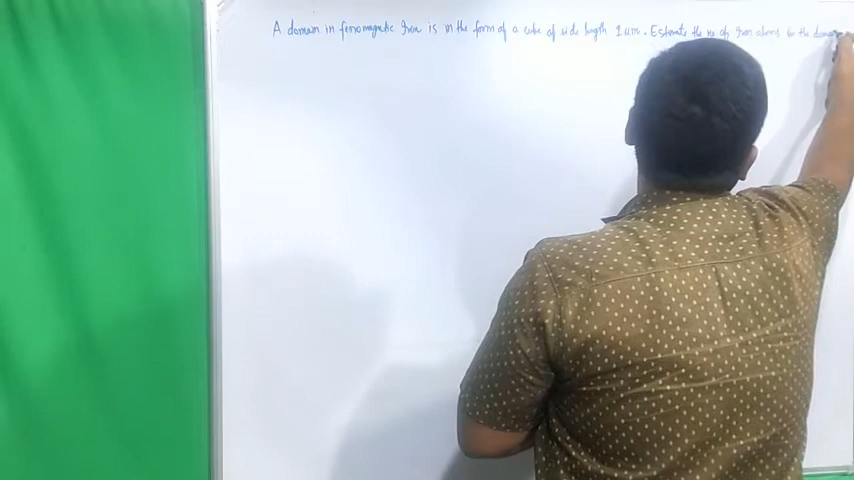 A domain in ferromagnetic Iron is in the form of a cube of side length 1 um. Estimate the no of Iron atoms in the domain